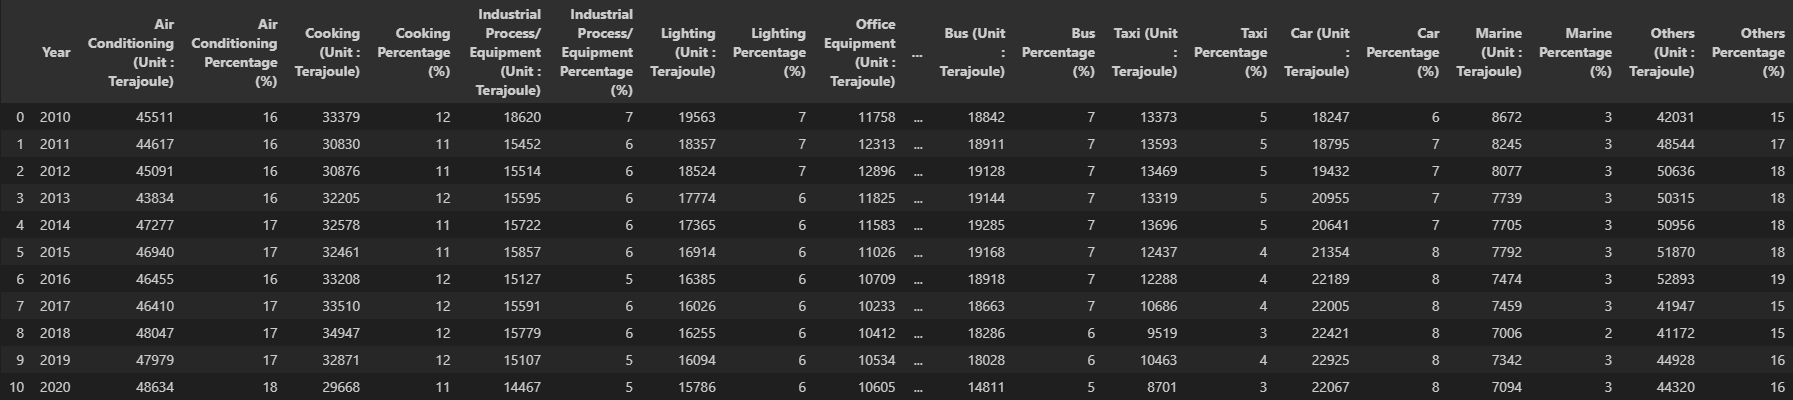 Year Air Conditioning (Unit : Terajoule) Air Conditioning Percentage (%) Cooking (Unit : Terajoule) Cooking Percentage (%) Industrial Process/ Equipment (Unit : Terajoule) Industrial Process/ Equipment Percentage (%) Lighting (Unit : Terajoule) Lighting Percentage (%) Office Equipment (Unit : Terajoule) ... Bus (Unit : Terajoule) Bus Percentage (%) Taxi (Unit : Terajoule) Taxi Percentage (%) Car (Unit : Terajoule) Car Percentage (%) Marine (Unit : Terajoule) Marine Percentage (%) Others (Unit : Terajoule) Others Percentage (%)
0 2010 45511 16 33379 12 18620 7 19563 7 11758 ... 18842 7 13373 5 18247 6 8672 3 42031 15
1 2011 44617 16 30830 11 15452 6 18357 7 12313 ... 18911 7 13593 5 18795 7 8245 3 48544 17
2 2012 45091 16 30876 11 15514 6 18524 7 12896 ... 19128 7 13469 5 19432 7 8077 3 50636 18
3 2013 43834 16 32205 12 15595 6 17774 6 11825 ... 19144 7 13319 5 20955 7 7739 3 50315 18
4 2014 47277 17 32578 11 15722 6 17365 6 11583 ... 19285 7 13696 5 20641 7 7705 3 50956 18
5 2015 46940 17 32461 11 15857 6 16914 6 11026 ... 19168 7 12437 4 21354 8 7792 3 51870 18
6 2016 46455 16 33208 12 15127 5 16385 6 10709 ... 18918 7 12288 4 22189 8 7474 3 52893 19
7 2017 46410 17 33510 12 15591 6 16026 6 10233 ... 18663 7 10686 4 22005 8 7459 3 41947 15
8 2018 48047 17 34947 12 15779 6 16255 6 10412 ... 18286 6 9519 3 22421 8 7006 2 41172 15
9 2019 47979 17 32871 12 15107 5 16094 6 10534 ... 18028 6 10463 4 22925 8 7342 3 44928 16
10 2020 48634 18 29668 11 14467 5 15786 6 10605 ... 14811 5 8701 3 22067 8 7094 3 44320 16